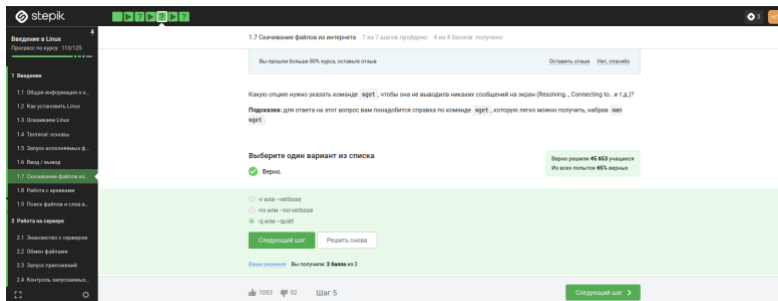 stepik
3
Введение в Linux
Прогресс по курсу: 113/125
1 Введение
1.1 Общая информация о к...
1.2 Как установить Linux
1.3 Осваиваем Linux
1.4 Terminal: основы
1.5 Запуск исполняемых ф...
1.6 Ввод / вывод
1.7 Скачивание файлов из...
1.8 Работа с архивами
1.9 Поиск файлов и слов в...
2 Работа на сервере
2.1 Знакомство с сервером
2.2 Обмен файлами
2.3 Запуск приложений
2.4 Контроль запускаемых...
1.7 Скачивание файлов из интернета 7 из 7 шагов пройдено 4 из 4 баллов получено
Вы прошли больше 80% курса, оставьте отзыв
Оставить отзыв Нет, спасибо
Какую опцию нужно указать команде wget, чтобы она не выводила никаких сообщений на экран (Resolving.., Connecting to.. и т.д.)?
Подсказка: для ответа на этот вопрос вам понадобится справка по команде wget, которую легко можно получить, набрав man
wget.
Выберите один вариант из списка
Верно.
Верно решили 45 653 учащихся
Из всех попыток 85% верных
-v или --verbose
-nv или --no-verbose
-q или --quiet
Следующий шаг
Решить снова
Ваши решения Вы получили: 2 балла из 2
1093 92 Шаг 5
Следующий шаг